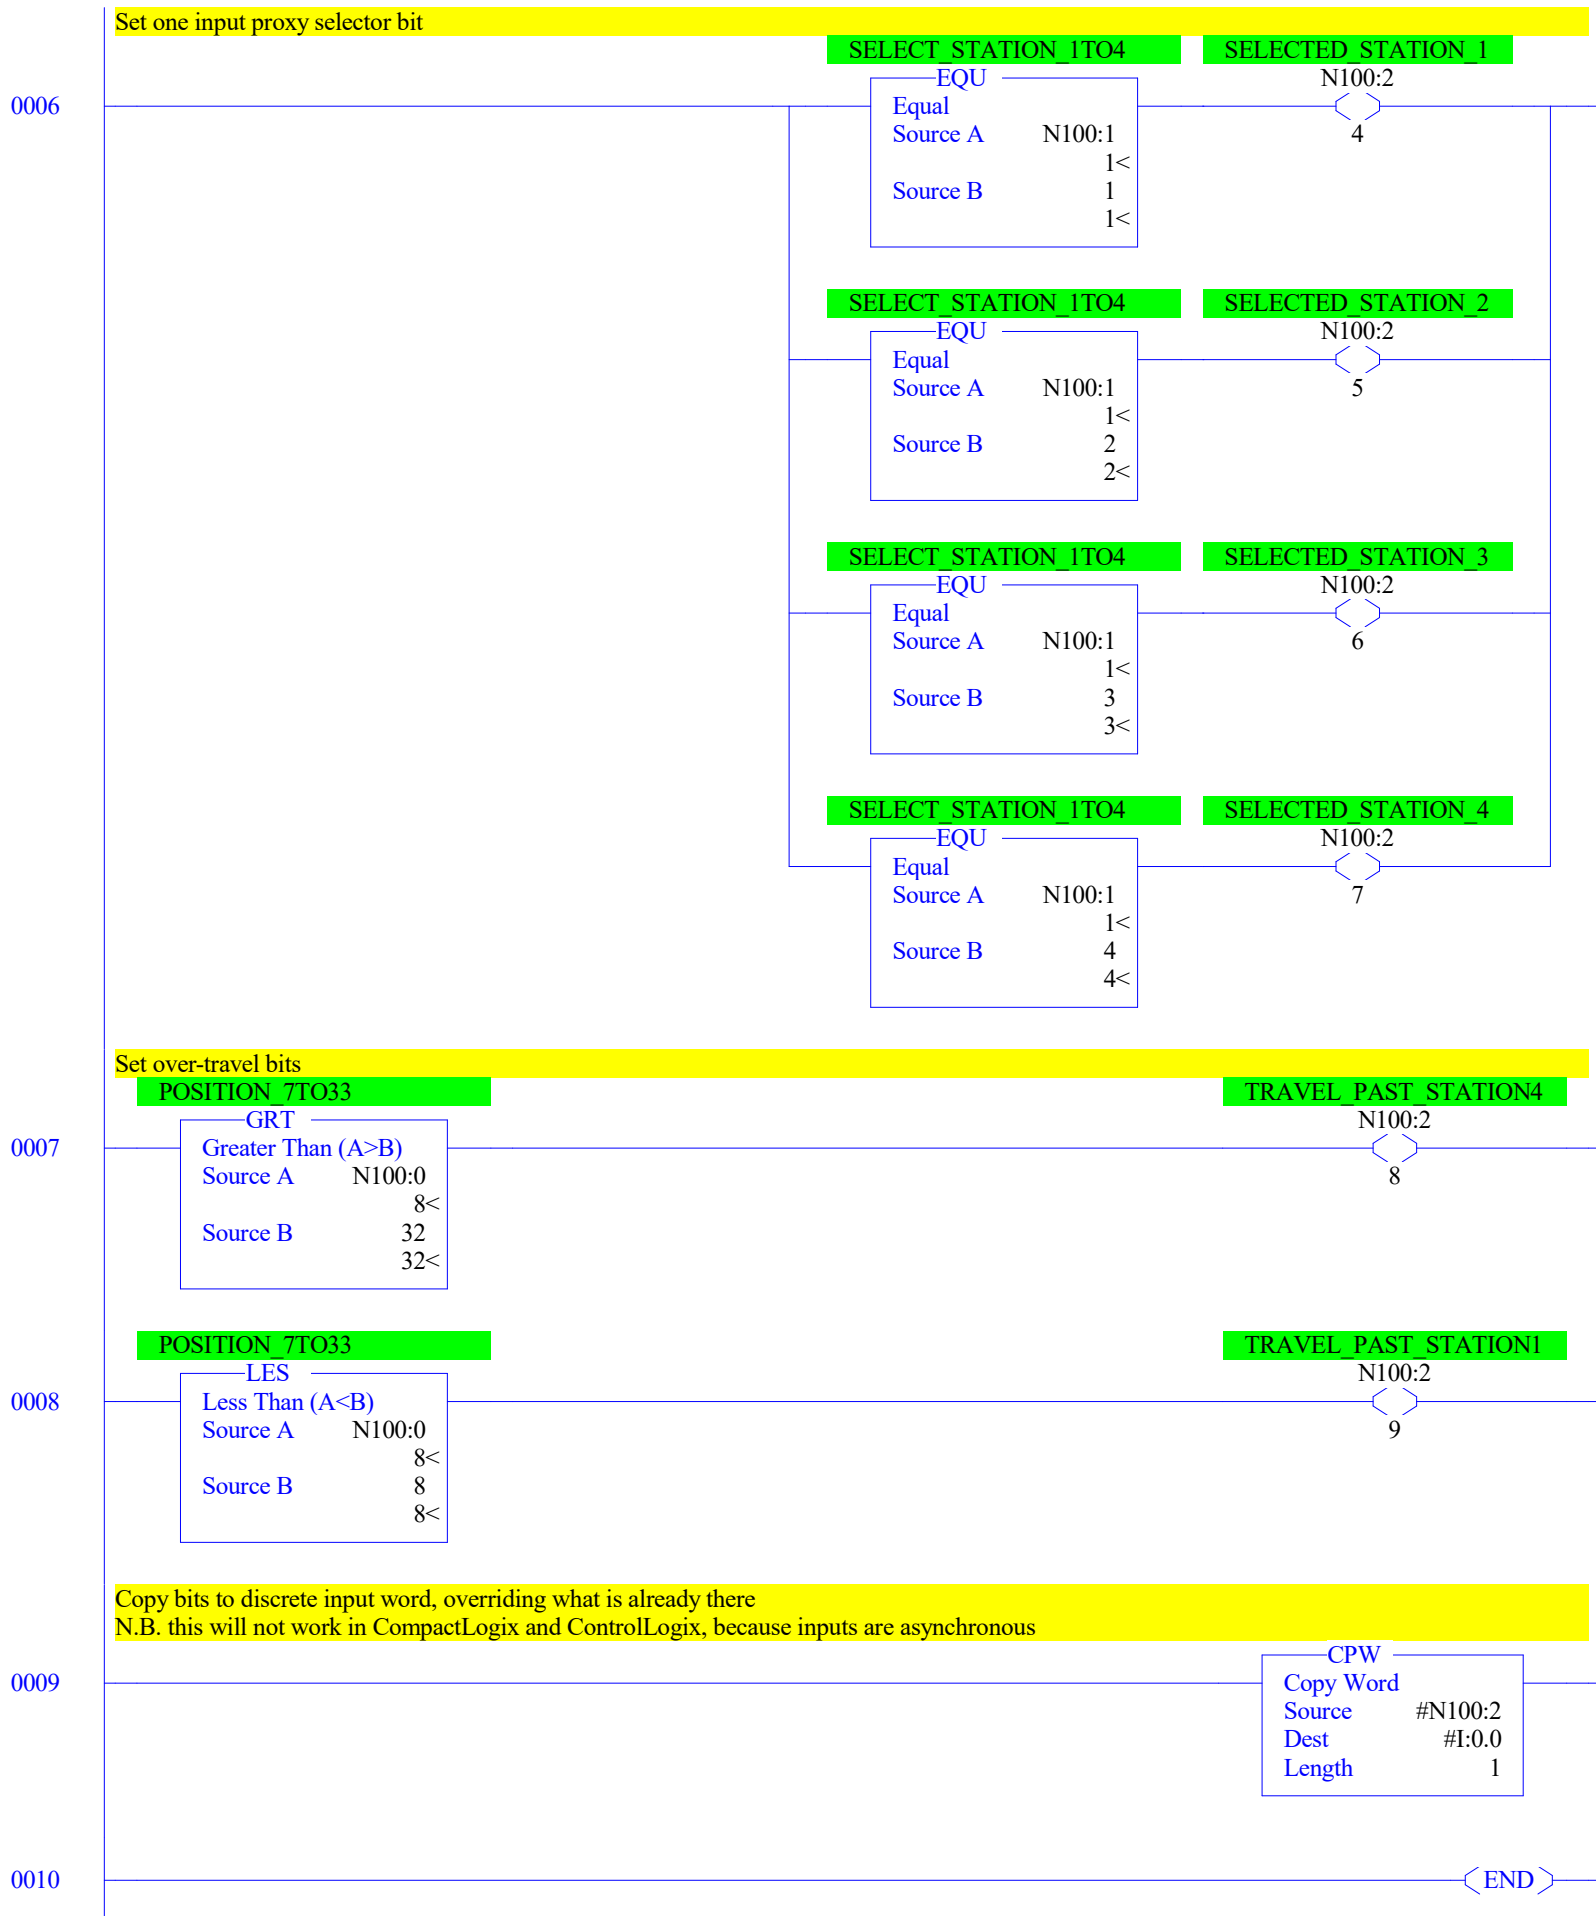 Set one input proxy selector bit
SELECT_STATION_1TO4 SELECTED_STATION_1
EQU N100:2
0006 Equal
Source A N100:1 4
1<
Source B 1
1<
SELECT_STATION_1TO4 SELECTED_STATION_2
EQU N100:2
Equal
Source A N100:1 5
1<
Source B 2
2<
SELECT_STATION_1TO4 SELECTED_STATION_3
EQU N100:2
Equal
Source A N100:1 6
1<
Source B 3
3<
SELECT_STATION_1TO4 SELECTED_STATION_4
EQU N100:2
Equal
Source A N100:1 7
1<
Source B 4
4<
Set over-travel bits
POSITION_7TO33 TRAVEL_PAST_STATION4
GRT N100:2
0007 Greater Than (A>B)
Source A N100:0 8
8<
Source B 32
32<
POSITION_7TO33 TRAVEL_PAST_STATION1
LES N100:2
0008 Less Than (A<B)
Source A N100:0 9
8<
Source B 8
8<
Copy bits to discrete input word, overriding what is already there
N.B. this will not work in CompactLogix and ControlLogix, because inputs are asynchronous
CPW
0009 Copy Word
Source #N100:2
Dest #I:0.0
Length 1
0010 END